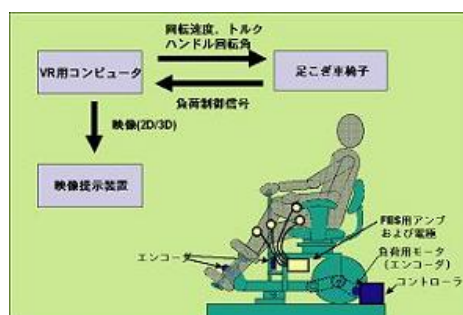 回転速度、トルク
ハンドル回転角
VR用コンピュータ
足こぎ車椅子
負荷制御信号
映像(2D/3D)
映像提示装置
FES用アンプ
および電極
エンコーダ
負荷用モータ
(エンコーダ)
コントローラ